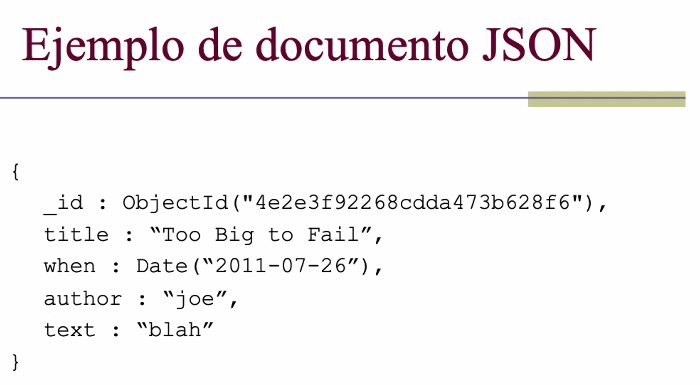 Ejemplo de documento JSON
{
_id : ObjectId("4e2e3f92268cdda473b628f6"),
title : “Too Big to Fail”,
when : Date(“2011-07-26”),
author : “joe”,
text : “blah”
}